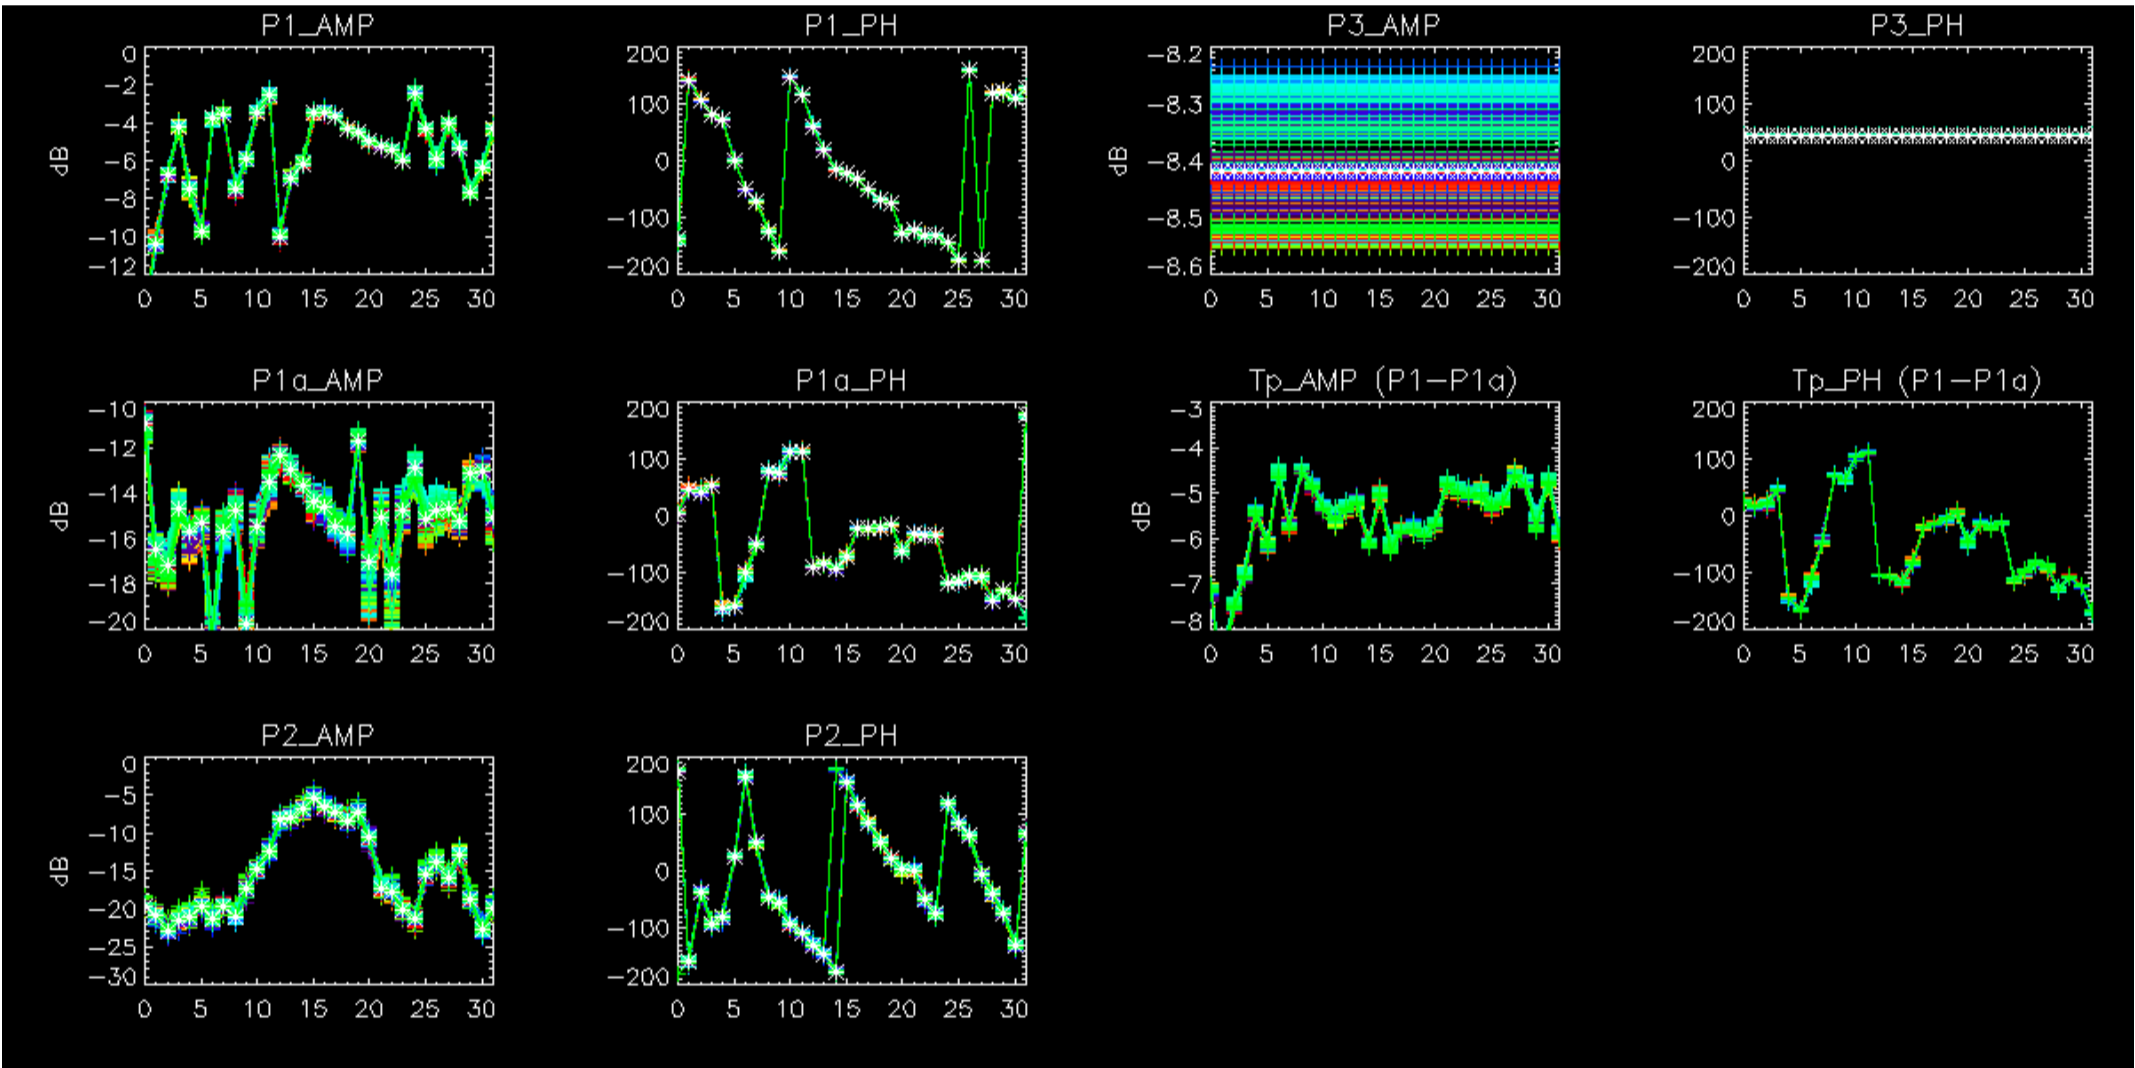 P1_AMP
0
−2
−4
−6
−8
−10
−12
dB
0 5 10 15 20 25 30
P1_PH
200
100
0
−100
−200
0 5 10 15 20 25 30
P3_AMP
−8.2
−8.3
−8.4
−8.5
−8.6
dB
0 5 10 15 20 25 30
P3_PH
200
100
0
−100
−200
0 5 10 15 20 25 30
P1a_AMP
−10
−12
−14
−16
−18
−20
dB
0 5 10 15 20 25 30
P1a_PH
200
100
0
−100
−200
0 5 10 15 20 25 30
Tp_AMP (P1−P1a)
−3
−4
−5
−6
−7
−8
dB
0 5 10 15 20 25 30
Tp_PH (P1−P1a)
200
100
0
−100
−200
0 5 10 15 20 25 30
P2_AMP
0
−5
−10
−15
−20
−25
−30
dB
0 5 10 15 20 25 30
P2_PH
200
100
0
−100
−200
0 5 10 15 20 25 30